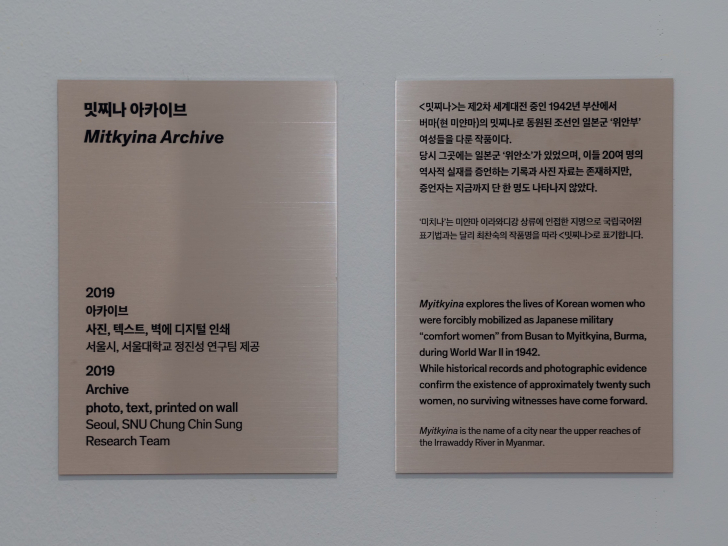 밋찌나 아카이브
Mitkyina Archive
2019
아카이브
사진, 텍스트, 벽에 디지털 인쇄
서울시, 서울대학교 정진성 연구팀 제공
2019
Archive
photo, text, printed on wall
Seoul, SNU Chung Chin Sung
Research Team
<밋찌나>는 제2차 세계대전 중인 1942년 부산에서
버마(현 미얀마)의 밋찌나로 동원된 조선인 일본군 ‘위안부’
여성들을 다룬 작품이다.
당시 그곳에는 일본군 ‘위안소’가 있었으며, 이들 20여 명의
역사적 실재를 증언하는 기록과 사진 자료는 존재하지만,
증언자는 지금까지 단 한 명도 나타나지 않았다.
‘미치나’는 미얀마 이라와디강 상류에 인접한 지명으로 국립국어원
표기법과는 달리 최찬숙의 작품명을 따라 <밋찌나>로 표기합니다.
Myitkyina explores the lives of Korean women who
were forcibly mobilized as Japanese military
“comfort women” from Busan to Myitkyina, Burma,
during World War II in 1942.
While historical records and photographic evidence
confirm the existence of approximately twenty such
women, no surviving witnesses have come forward.
Myitkyina is the name of a city near the upper reaches of
the Irrawaddy River in Myanmar.